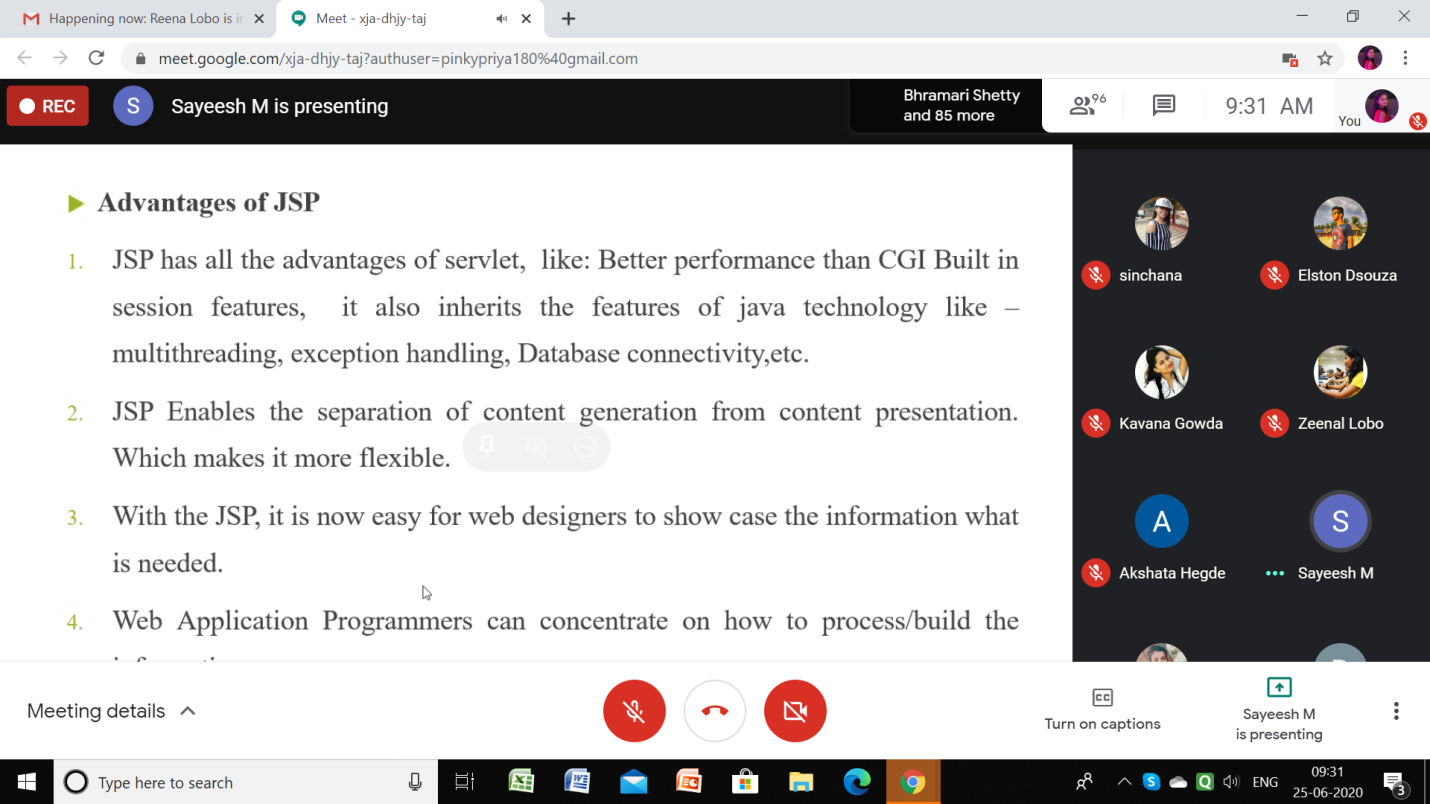 Happening now: Reena Lobo is in
Meet - xja-dhjy-taj
meet.google.com/xja-dhjy-taj?authuser=pinkypriya180%40gmail.com
REC
S
Sayeesh M is presenting
Bhramari Shetty
and 85 more
96
9:31 AM
You
Advantages of JSP
1. JSP has all the advantages of servlet, like: Better performance than CGI Built in
session features, it also inherits the features of java technology like –
multithreading, exception handling, Database connectivity,etc.
2. JSP Enables the separation of content generation from content presentation.
Which makes it more flexible.
3. With the JSP, it is now easy for web designers to show case the information what
is needed.
4. Web Application Programmers can concentrate on how to process/build the
sinchana
Elston Dsouza
Kavana Gowda
Zeenal Lobo
A
S
Akshata Hegde
Sayeesh M
Meeting details
CC
Turn on captions
Sayeesh M
is presenting
Type here to search
ENG
09:31
25-06-2020
3